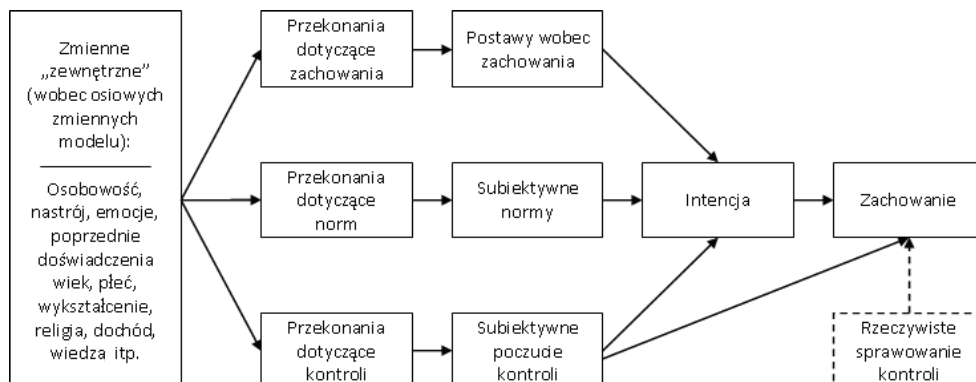 Zmienne
„zewnętrzne”
(wobec osiowych
zmiennych
modelu):
Osobowość,
nastrój, emocje,
poprzednie
doświadczenia
wiek, płeć,
wykształcenie,
religia, dochód,
wiedza itp.
Przekonania
dotyczące
zachowania
Postawy wobec
zachowania
Przekonania
dotyczące
norm
Subiektywne
normy
Intencja
Zachowanie
Przekonania
dotyczące
kontroli
Subiektywne
poczucie
kontroli
Rzeczywiste
sprawowanie
kontroli